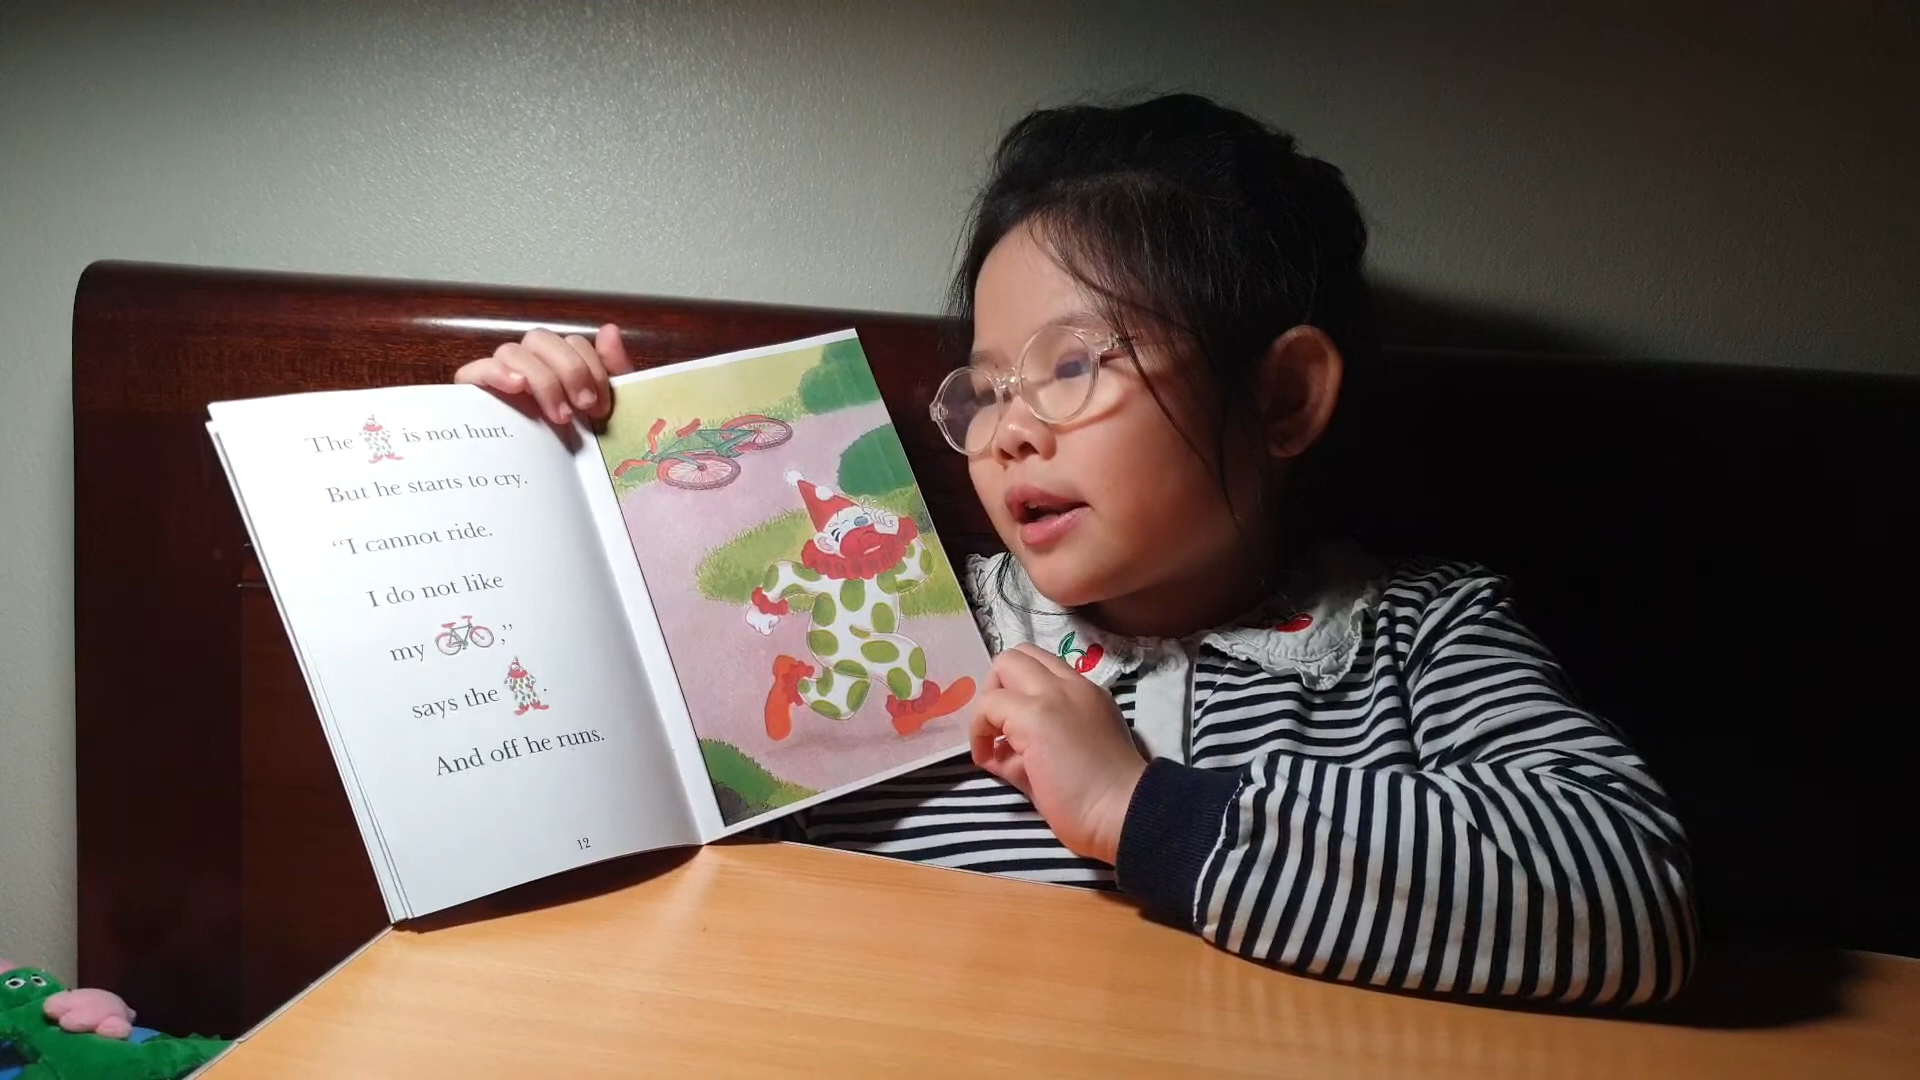 The is not hurt.
But he starts to cry.
“I cannot ride.
I do not like
my ,”
says the .
And off he runs.
12